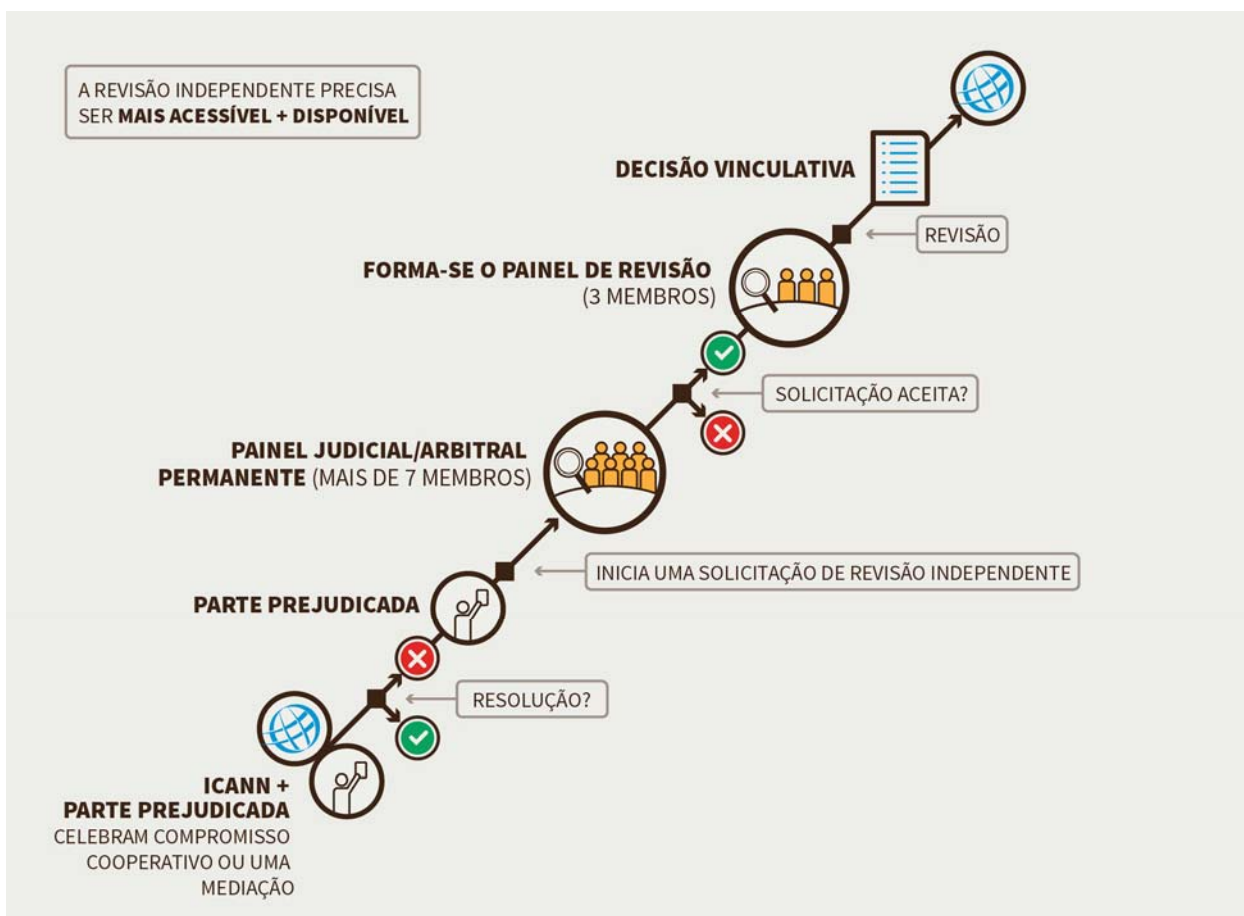 A REVISÃO INDEPENDENTE PRECISA
SER MAIS ACESSÍVEL + DISPONÍVEL
DECISÃO VINCULATIVA
REVISÃO
FORMA-SE O PAINEL DE REVISÃO
(3 MEMBROS)
SOLICITAÇÃO ACEITA?
PAINEL JUDICIAL/ARBITRAL
PERMANENTE (MAIS DE 7 MEMBROS)
INICIA UMA SOLICITAÇÃO DE REVISÃO INDEPENDENTE
PARTE PREJUDICADA
RESOLUÇÃO?
ICANN +
PARTE PREJUDICADA
CELEBRAM COMPROMISSO
COOPERATIVO OU UMA
MEDIAÇÃO